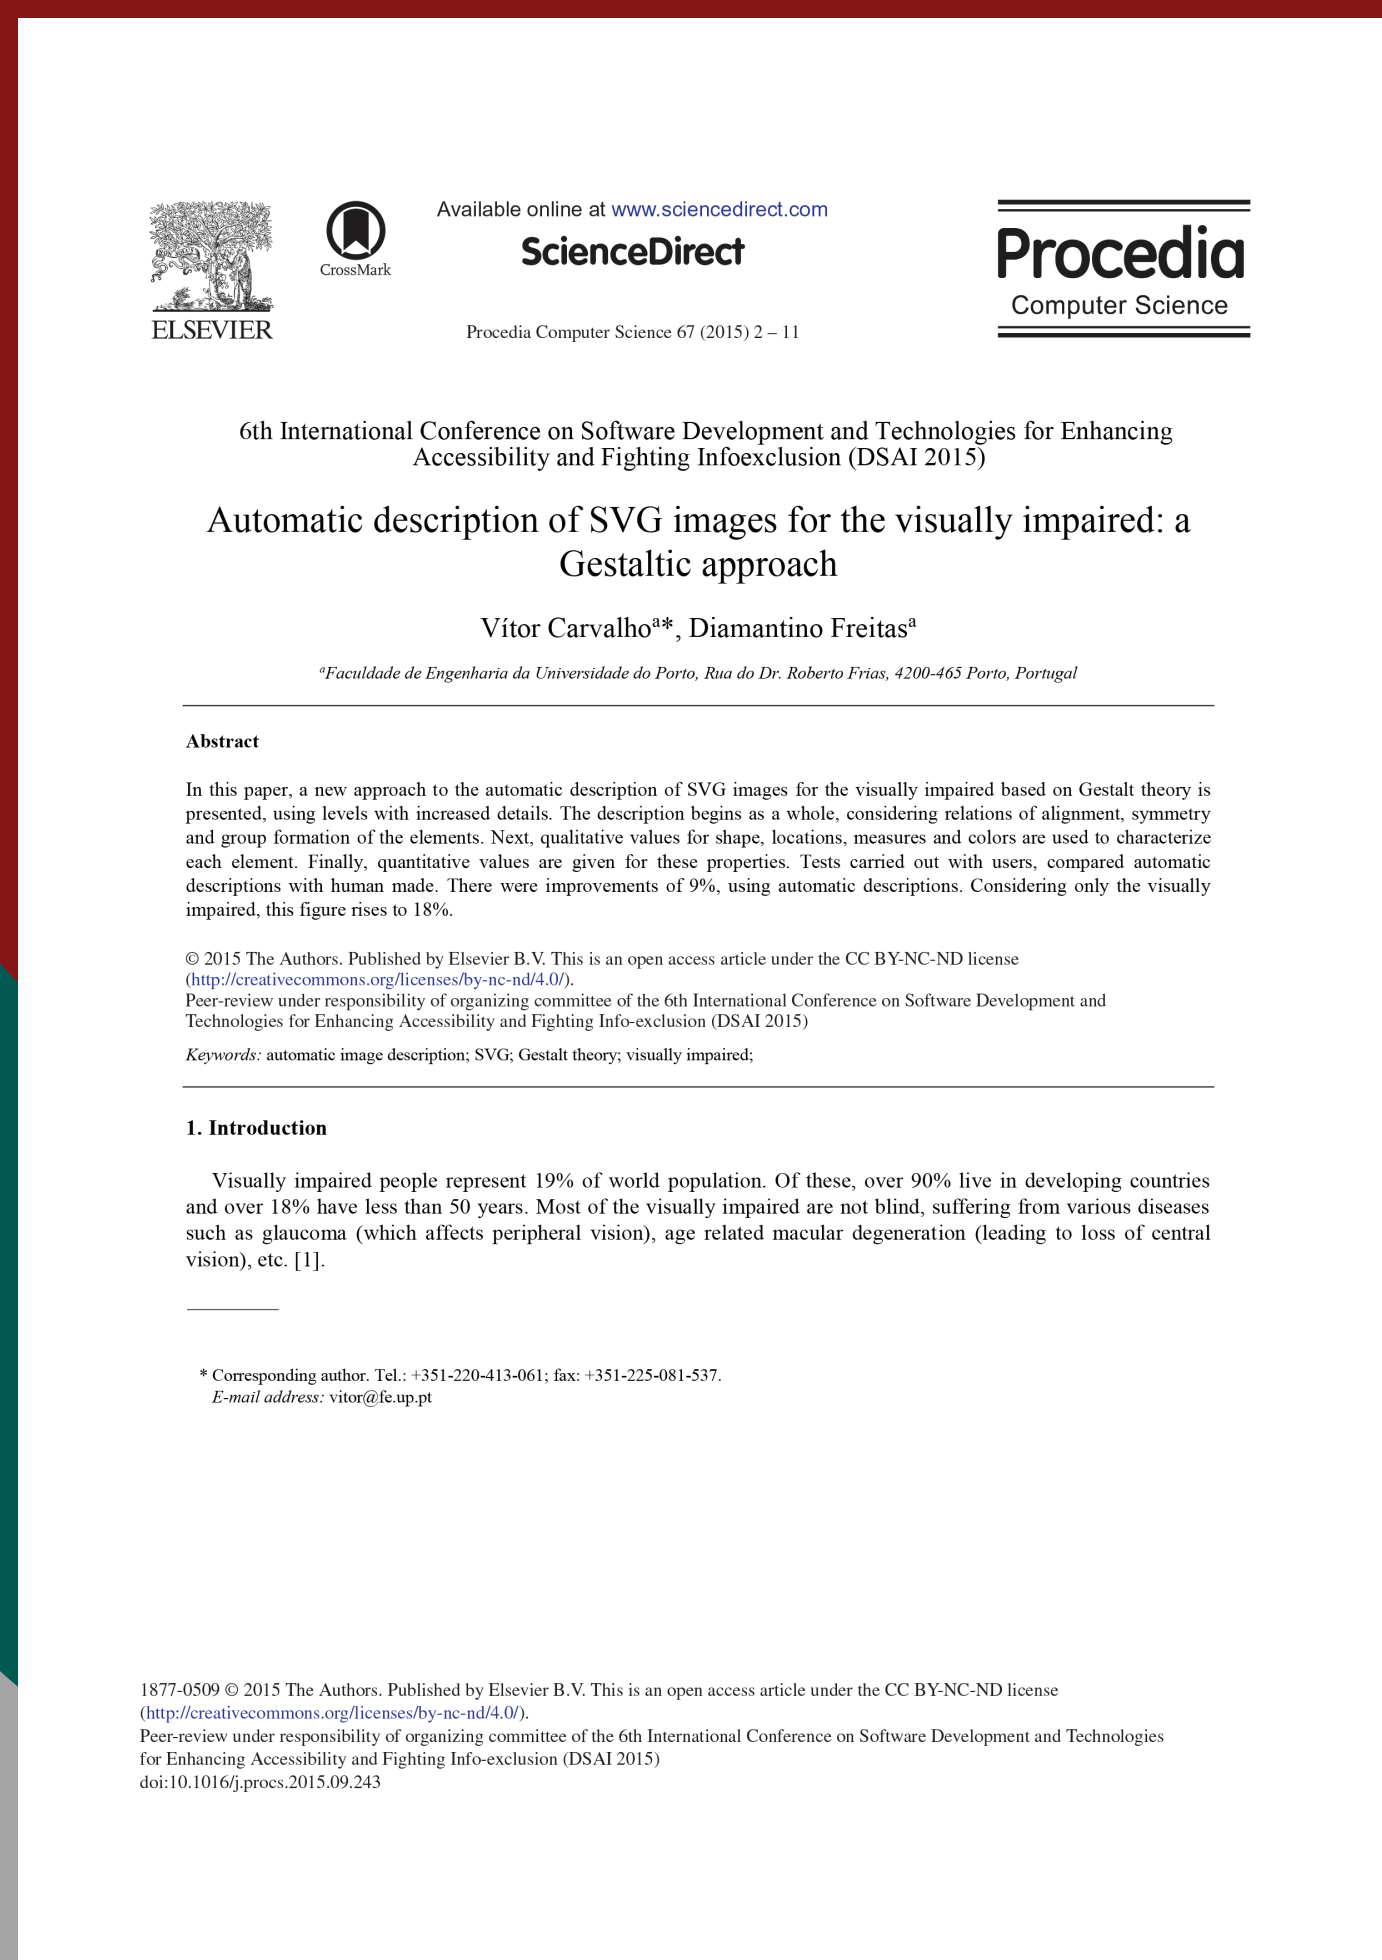 Available online at www.sciencedirect.com
ScienceDirect
CrossMark
ELSEVIER
Procedia Computer Science 67 (2015) 2 – 11
Procedia
Computer Science
6th International Conference on Software Development and Technologies for Enhancing
Accessibility and Fighting Infoexclusion (DSAI 2015)
Automatic description of SVG images for the visually impaired: a
Gestaltic approach
Vítor Carvalhoᵃ*, Diamantino Freitasᵃ
ᵃFaculdade de Engenharia da Universidade do Porto, Rua do Dr. Roberto Frias, 4200-465 Porto, Portugal
Abstract
In this paper, a new approach to the automatic description of SVG images for the visually impaired based on Gestalt theory is
presented, using levels with increased details. The description begins as a whole, considering relations of alignment, symmetry
and group formation of the elements. Next, qualitative values for shape, locations, measures and colors are used to characterize
each element. Finally, quantitative values are given for these properties. Tests carried out with users, compared automatic
descriptions with human made. There were improvements of 9%, using automatic descriptions. Considering only the visually
impaired, this figure rises to 18%.
© 2015 The Authors. Published by Elsevier B.V. This is an open access article under the CC BY-NC-ND license
(http://creativecommons.org/licenses/by-nc-nd/4.0/).
Peer-review under responsibility of organizing committee of the 6th International Conference on Software Development and
Technologies for Enhancing Accessibility and Fighting Info-exclusion (DSAI 2015)
Keywords: automatic image description; SVG; Gestalt theory; visually impaired;
1. Introduction
Visually impaired people represent 19% of world population. Of these, over 90% live in developing countries
and over 18% have less than 50 years. Most of the visually impaired are not blind, suffering from various diseases
such as glaucoma (which affects peripheral vision), age related macular degeneration (leading to loss of central
vision), etc. [1].
* Corresponding author. Tel.: +351-220-413-061; fax: +351-225-081-537.
E-mail address: vitor@fe.up.pt
1877-0509 © 2015 The Authors. Published by Elsevier B.V. This is an open access article under the CC BY-NC-ND license
(http://creativecommons.org/licenses/by-nc-nd/4.0/).
Peer-review under responsibility of organizing committee of the 6th International Conference on Software Development and Technologies
for Enhancing Accessibility and Fighting Info-exclusion (DSAI 2015)
doi:10.1016/j.procs.2015.09.243